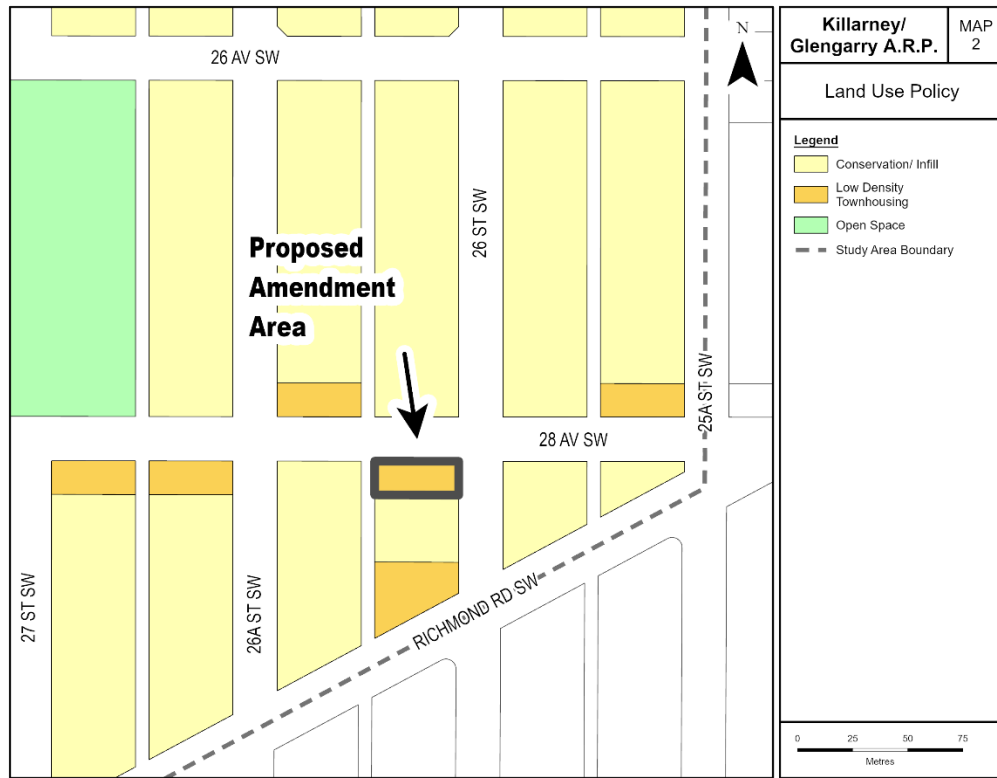 Killarney/
Glengarry A.R.P.
MAP
2
Land Use Policy
Legend
Conservation/ Infill
Low Density
Townhousing
Open Space
Study Area Boundary
0 25 50 75
Metres
N
26 AV SW
26 ST SW
Proposed
Amendment
Area
25A ST SW
28 AV SW
27 ST SW
26A ST SW
RICHMOND RD SW